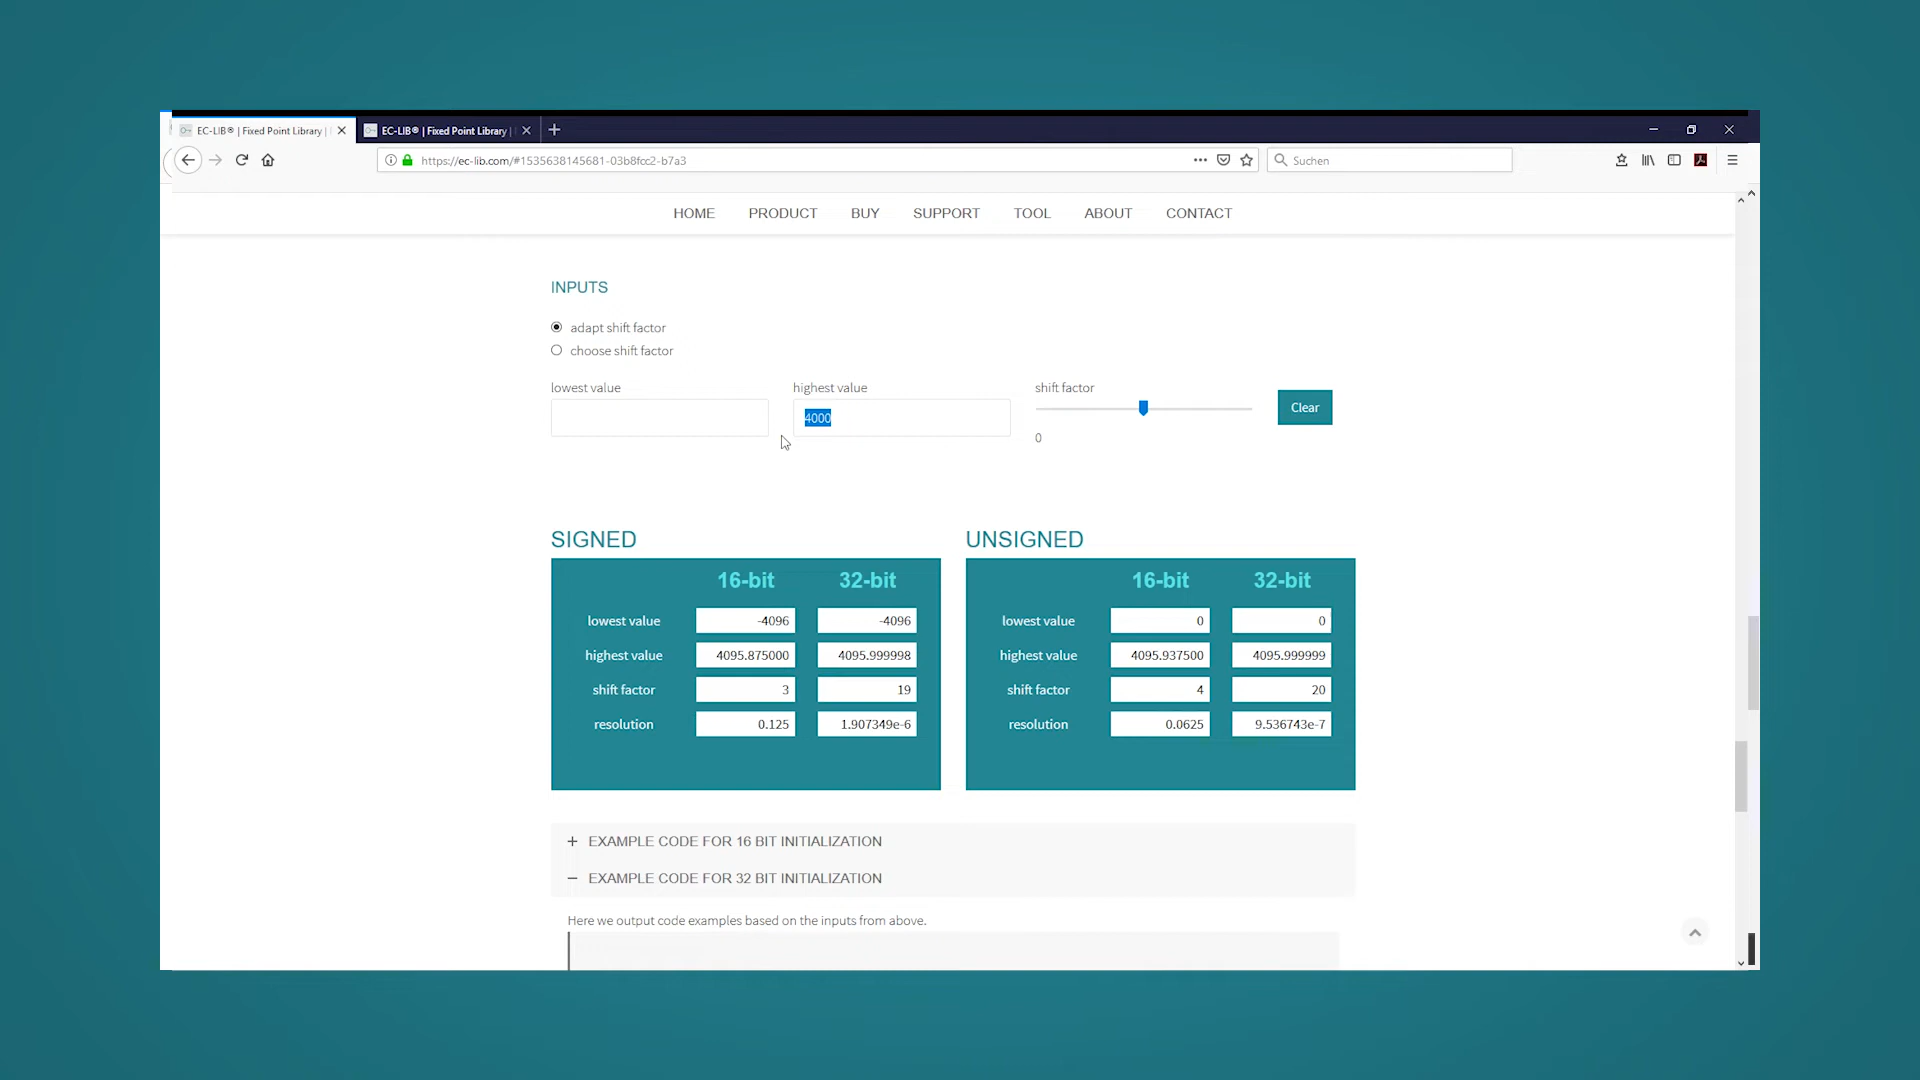 EC-LIB® | Fixed Point Library |
EC-LIB® | Fixed Point Library |
https://ec-lib.com/#1535638145681-03b8fcc2-b7a3
Suchen
HOME PRODUCT BUY SUPPORT TOOL ABOUT CONTACT
INPUTS
adapt shift factor
choose shift factor
lowest value highest value shift factor
4000
Clear
0
SIGNED
16-bit 32-bit
lowest value -4096 -4096
highest value 4095.875000 4095.999998
shift factor 3 19
resolution 0.125 1.907349e-6
UNSIGNED
16-bit 32-bit
lowest value 0 0
highest value 4095.937500 4095.999999
shift factor 4 20
resolution 0.0625 9.536743e-7
+ EXAMPLE CODE FOR 16 BIT INITIALIZATION
− EXAMPLE CODE FOR 32 BIT INITIALIZATION
Here we output code examples based on the inputs from above.